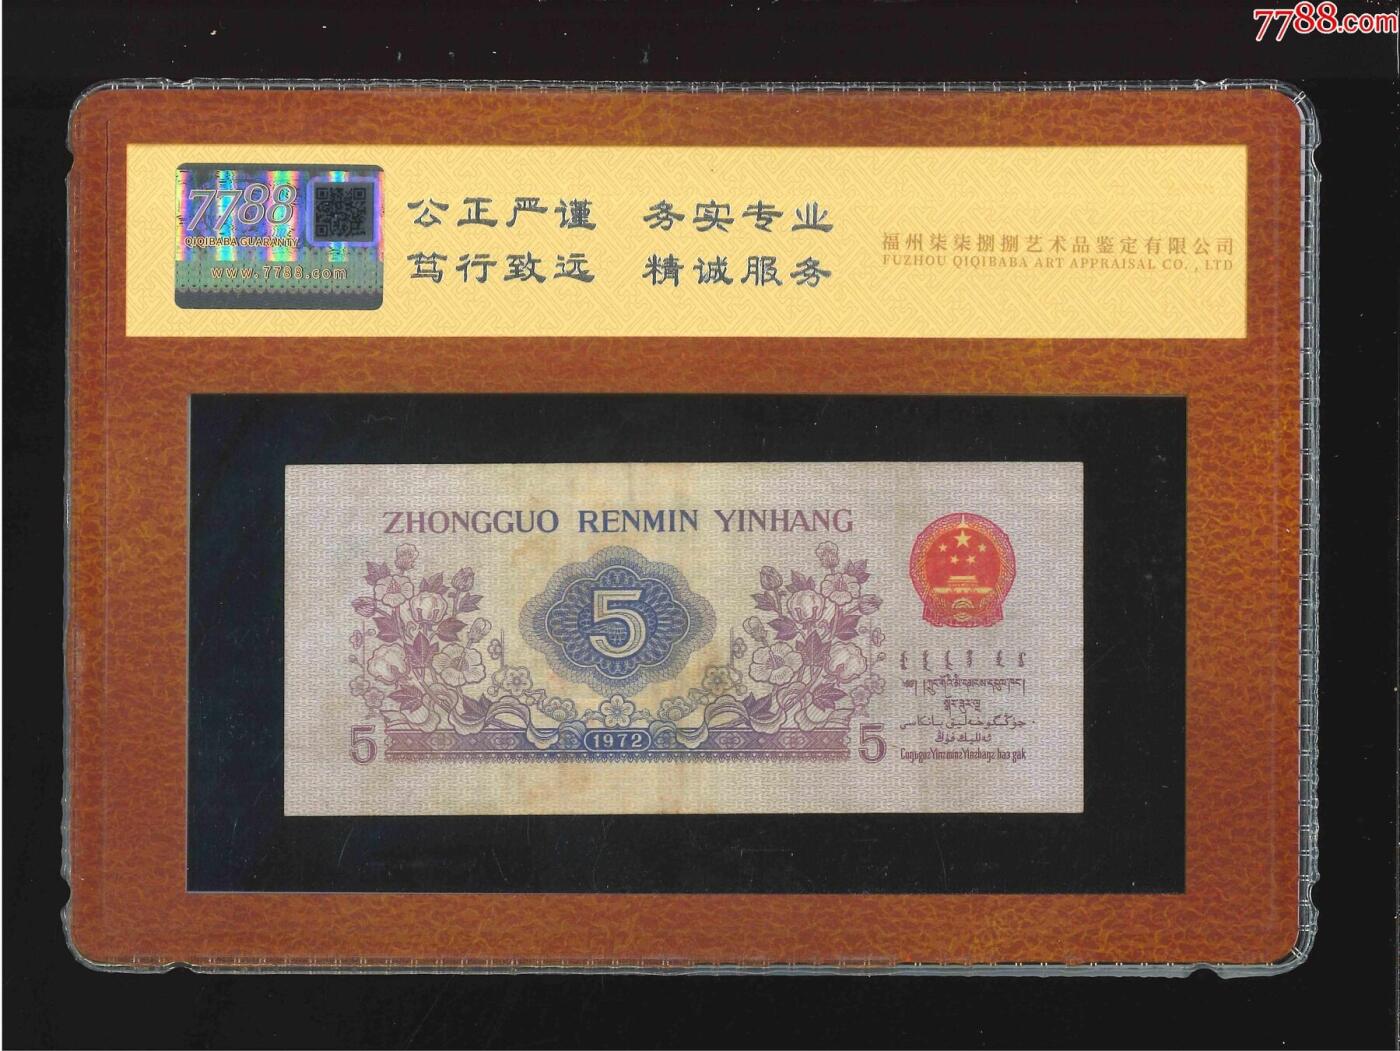 7788.com
7788
QIQIBABA GUARANTY
www.7788.com
公正严谨 务实专业
笃行致远 精诚服务
福州柒柒捌捌艺术品鉴定有限公司
FUZHOU QIQIBABA ART APPRAISAL CO. , LTD
ZHONGGUO RENMIN YINHANG
5
5
1972
5